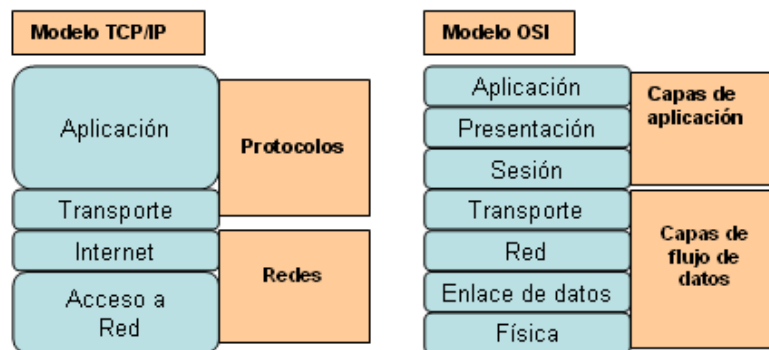 Modelo TCP/IP
Aplicación
Transporte
Internet
Acceso a
Red
Protocolos
Redes
Modelo OSI
Aplicación
Presentación
Sesión
Transporte
Red
Enlace de datos
Física
Capas de
aplicación
Capas de
flujo de
datos